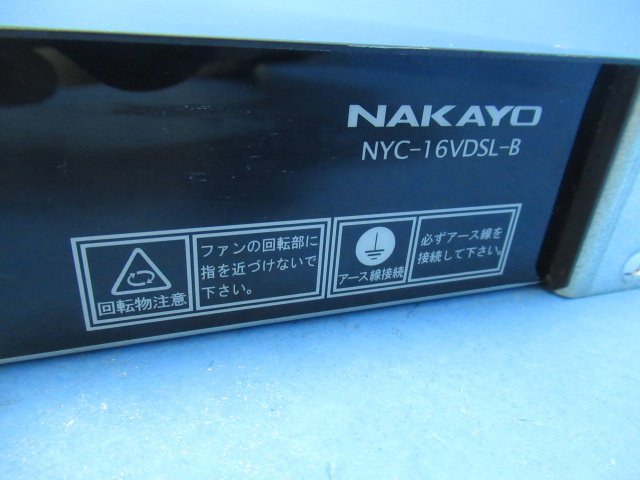 NAKAYO
NYC-16VDSL-B
回転物注意
ファンの回転部に
指を近づけないで
下さい。
アース線接続
必ずアース線を
接続して下さい。